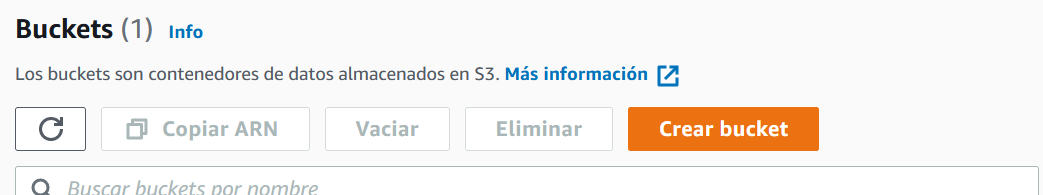 Buckets (1) Info
Los buckets son contenedores de datos almacenados en S3. Más información
Copiar ARN Vaciar Eliminar Crear bucket
Buscar buckets por nombre